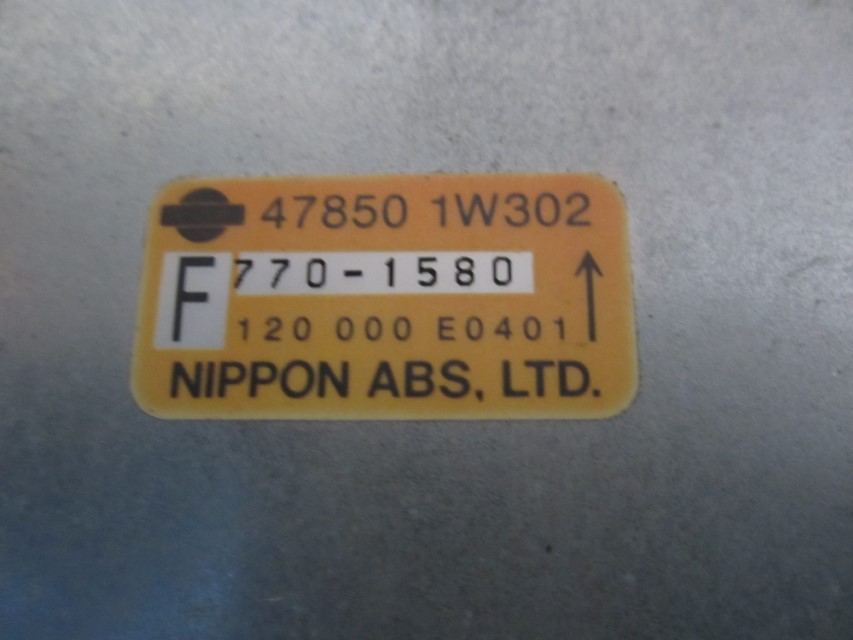 47850 1W302
F 770-1580
120 000 E0401
NIPPON ABS, LTD.